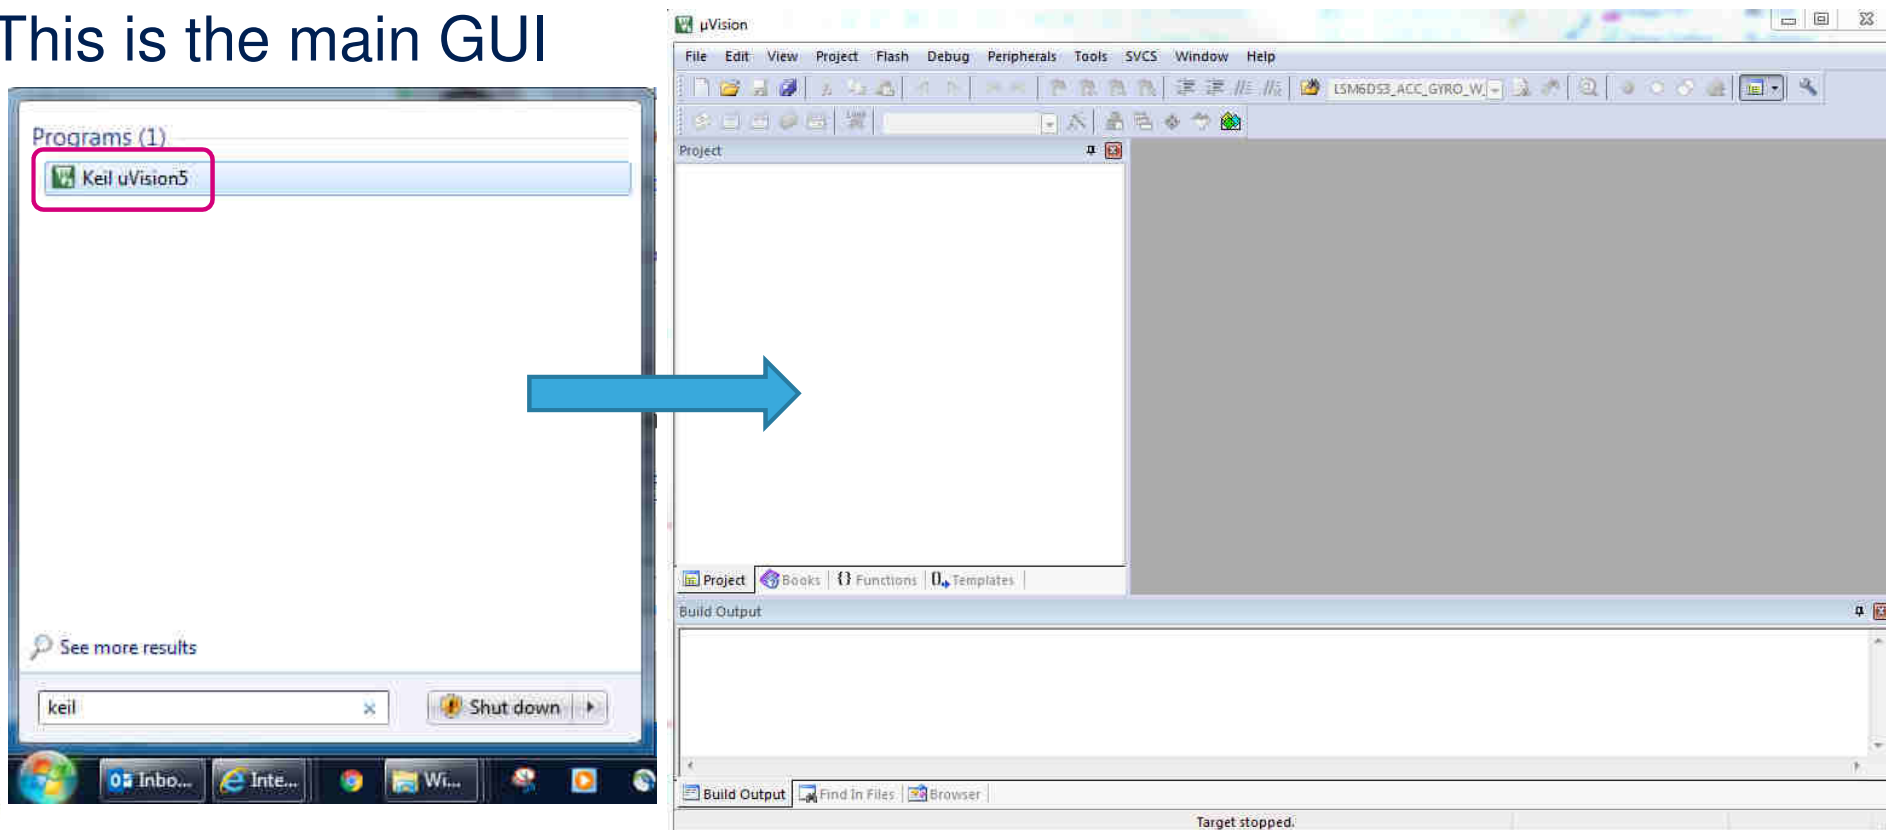 This is the main GUI
Programs (1)
Keil uVision5
See more results
keil
Shut down
Inbo...
Inte...
Wi...
µVision
File Edit View Project Flash Debug Peripherals Tools SVCS Window Help
LSM6DS3_ACC_GYRO_W
Project
Project Books {} Functions Templates
Build Output
Build Output Find In Files Browser
Target stopped.